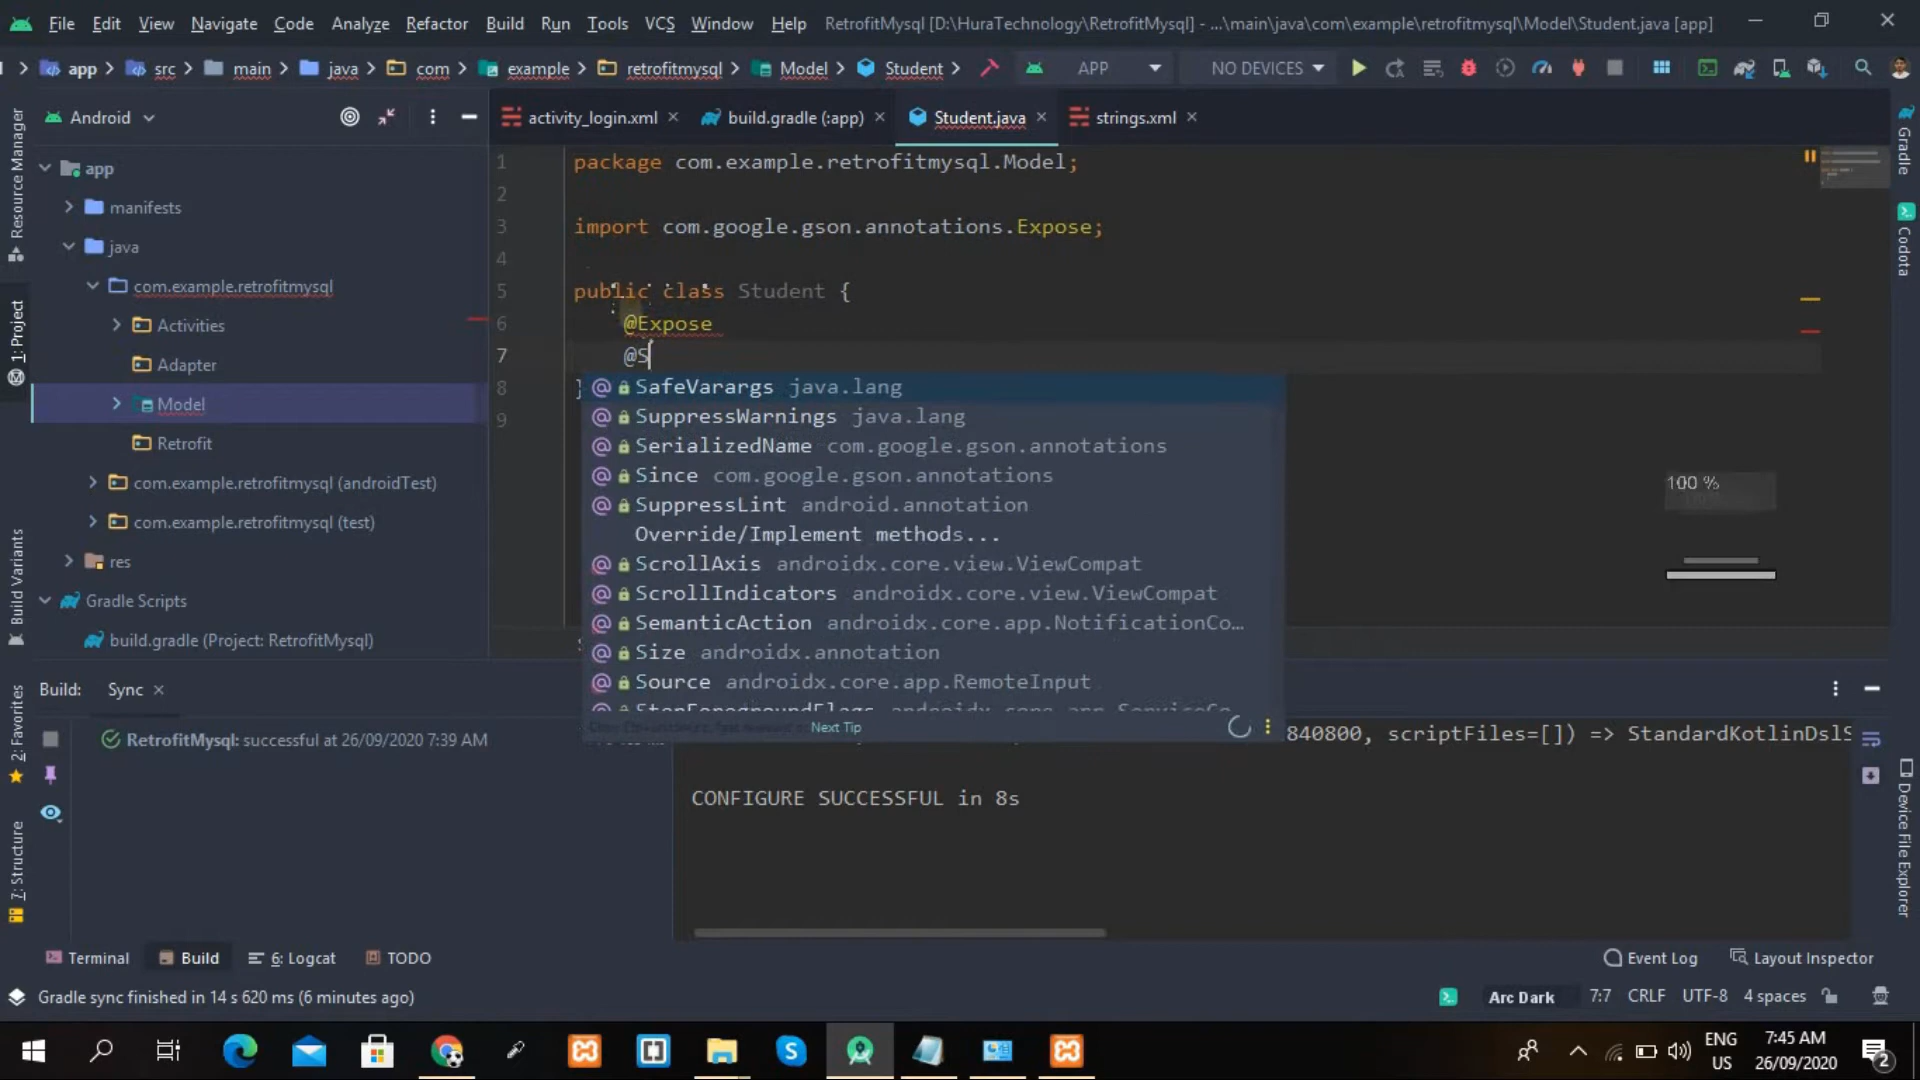 File Edit View Navigate Code Analyze Refactor Build Run Tools VCS Window Help RetrofitMysql [D:\HuraTechnology\RetrofitMysql] - ...\main\java\com\example\retrofitmysql\Model\Student.java [app]
app src main java com example retrofitmysql Model Student APP NO DEVICES
Android
activity_login.xml build.gradle (:app) Student.java strings.xml
Resource Manager
1: Project
Build Variants
2: Favorites
7: Structure
app
manifests
java
com.example.retrofitmysql
Activities
Adapter
Model
Retrofit
com.example.retrofitmysql (androidTest)
com.example.retrofitmysql (test)
res
Gradle Scripts
build.gradle (Project: RetrofitMysql)
1 package com.example.retrofitmysql.Model;
2
3 import com.google.gson.annotations.Expose;
4
5 public class Student {
6 @Expose
7 @S
8 }
9
@ SafeVarargs java.lang
@ SuppressWarnings java.lang
@ SerializedName com.google.gson.annotations
@ Since com.google.gson.annotations
@ SuppressLint android.annotation
Override/Implement methods...
@ ScrollAxis androidx.core.view.ViewCompat
@ ScrollIndicators androidx.core.view.ViewCompat
@ SemanticAction androidx.core.app.NotificationCo...
@ Size androidx.annotation
@ Source androidx.core.app.RemoteInput
Next Tip
100 %
Gradle
Codota
Device File Explorer
Build: Sync
RetrofitMysql: successful at 26/09/2020 7:39 AM
840800, scriptFiles=[]) => StandardKotlinDslS
CONFIGURE SUCCESSFUL in 8s
Terminal Build 6: Logcat TODO Event Log Layout Inspector
Gradle sync finished in 14 s 620 ms (6 minutes ago) Arc Dark 7:7 CRLF UTF-8 4 spaces
ENG
US
7:45 AM
26/09/2020
2